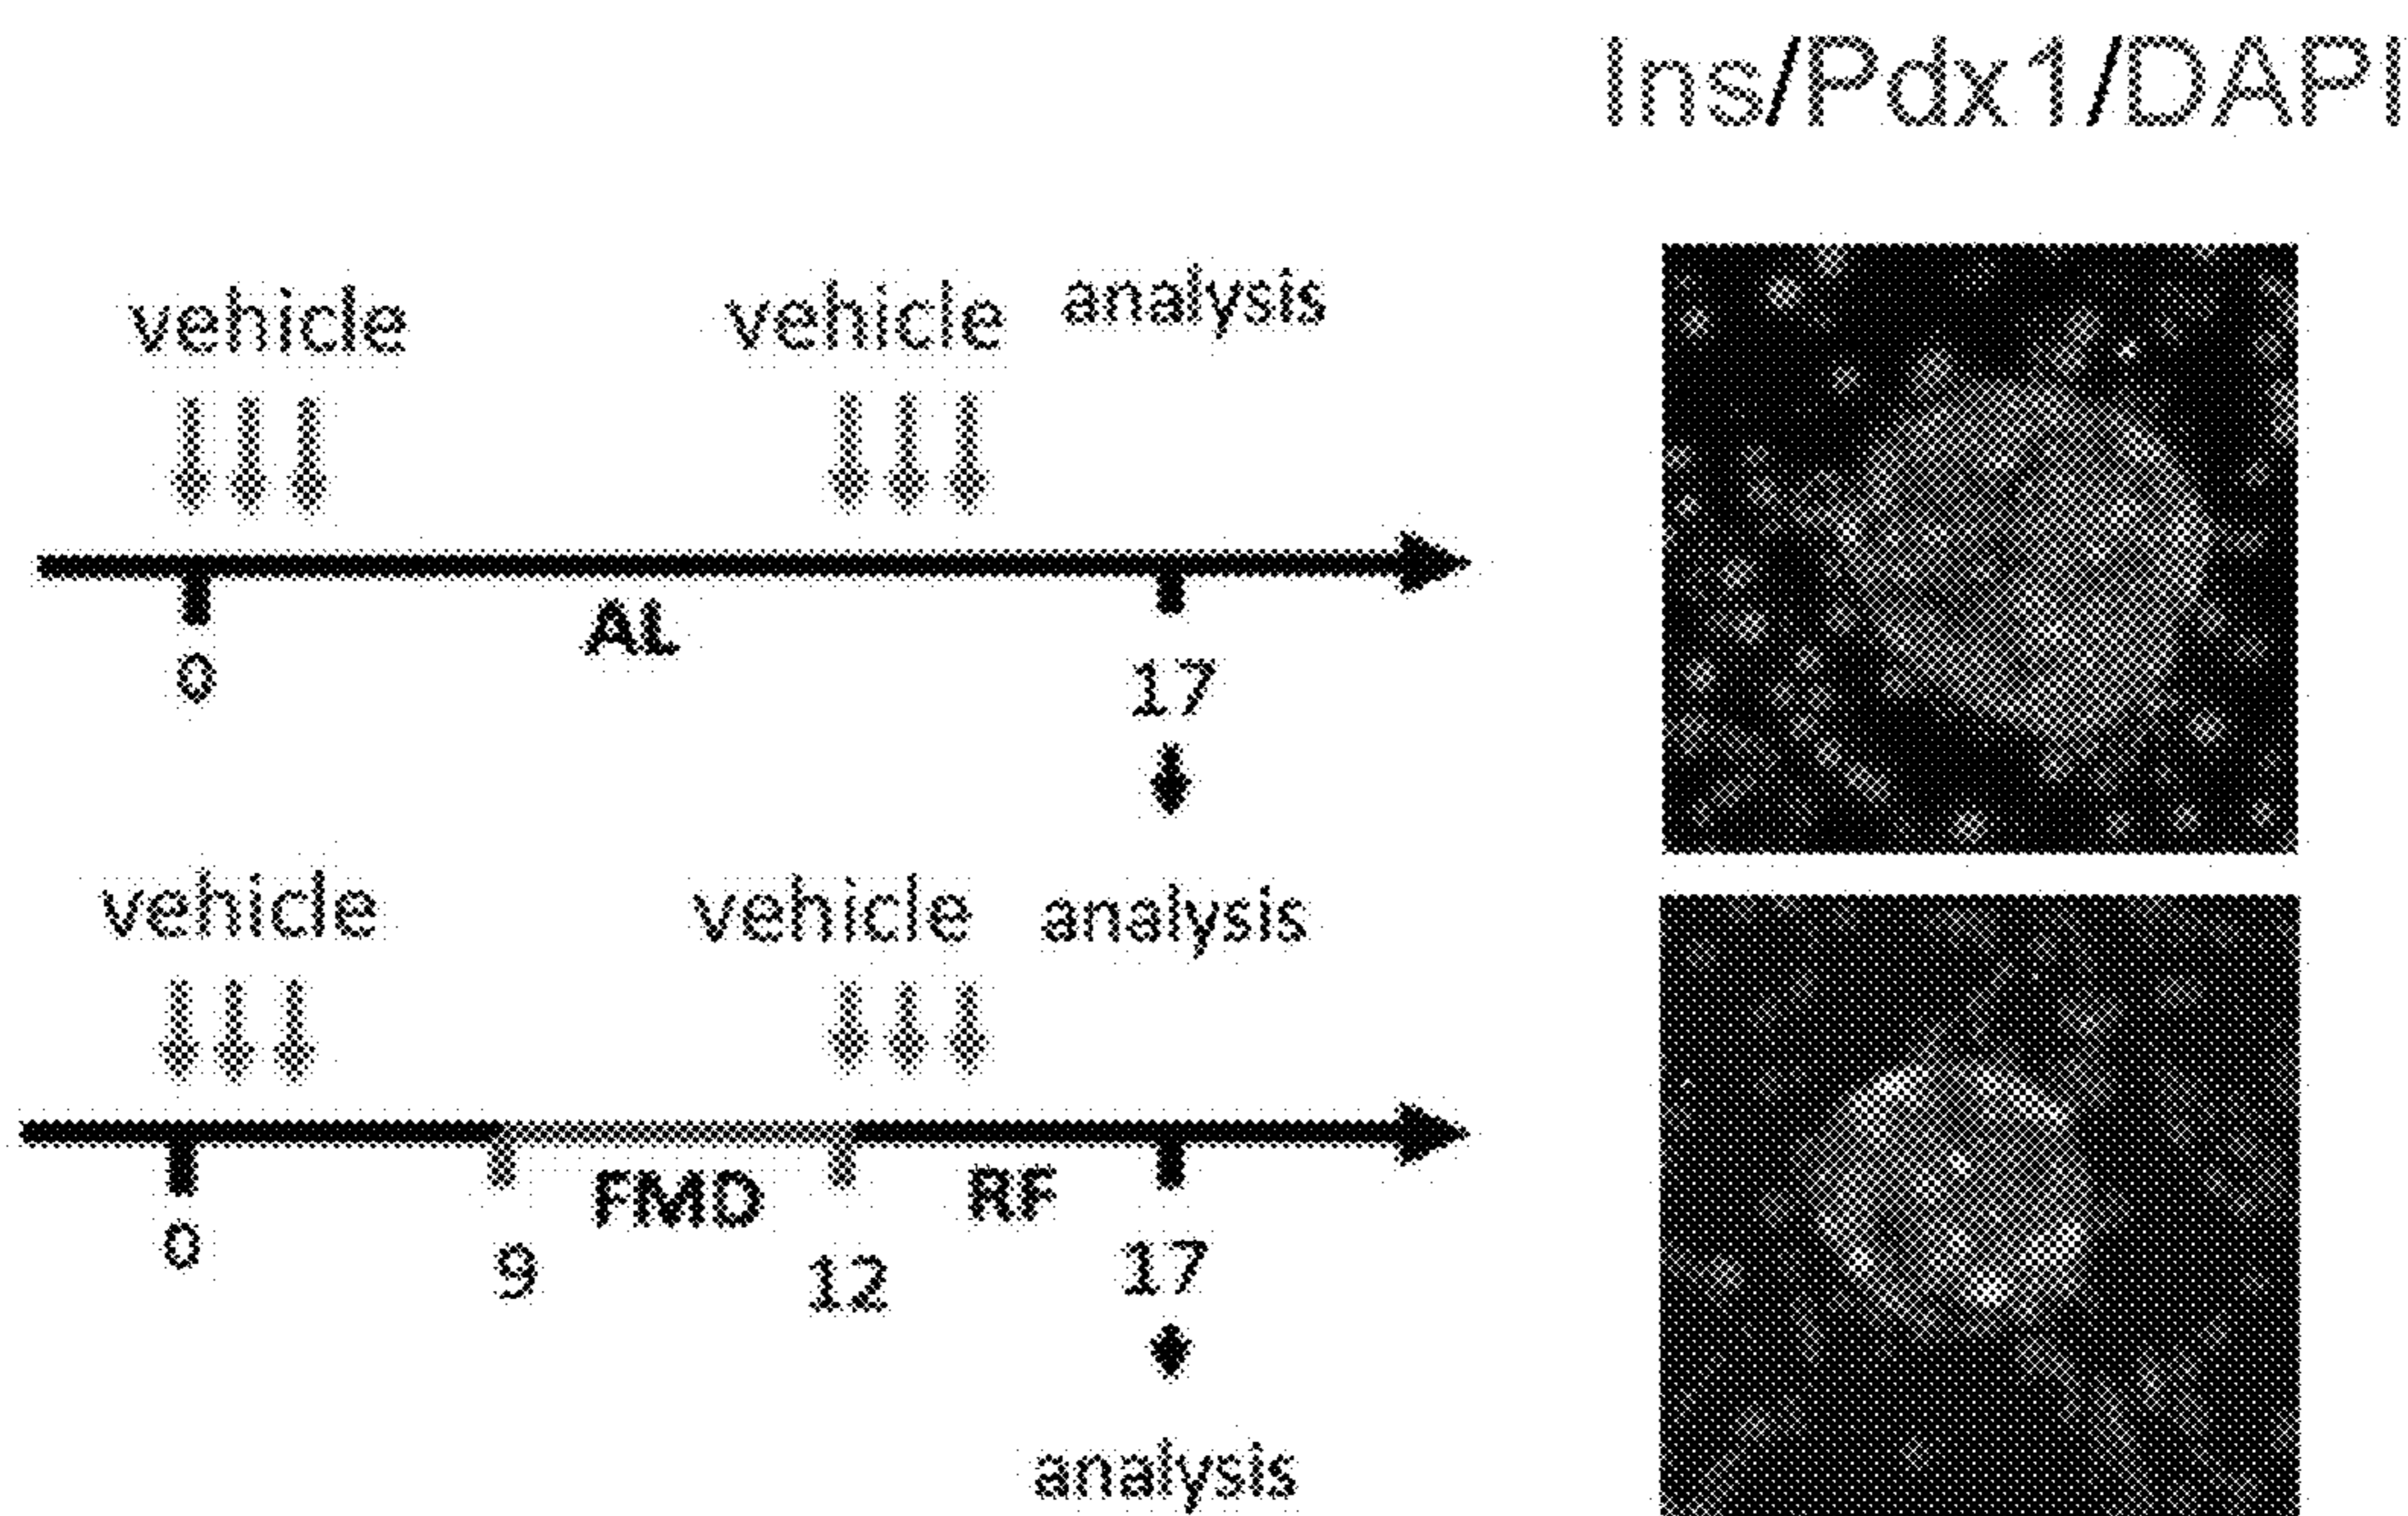 Ins/Pdx1/DAPI
vehicle vehicle analysis
AL
0 17
vehicle vehicle analysis
FMD RF
0 9 12 17
analysis